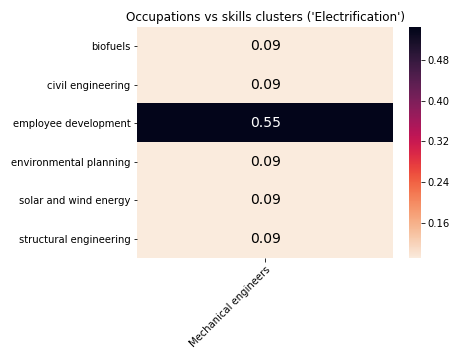 Occupations vs skills clusters ('Electrification')
biofuels
0.09
civil engineering
0.09
employee development
0.55
environmental planning
0.09
solar and wind energy
0.09
structural engineering
0.09
Mechanical engineers
0.48
0.40
0.32
0.24
0.16